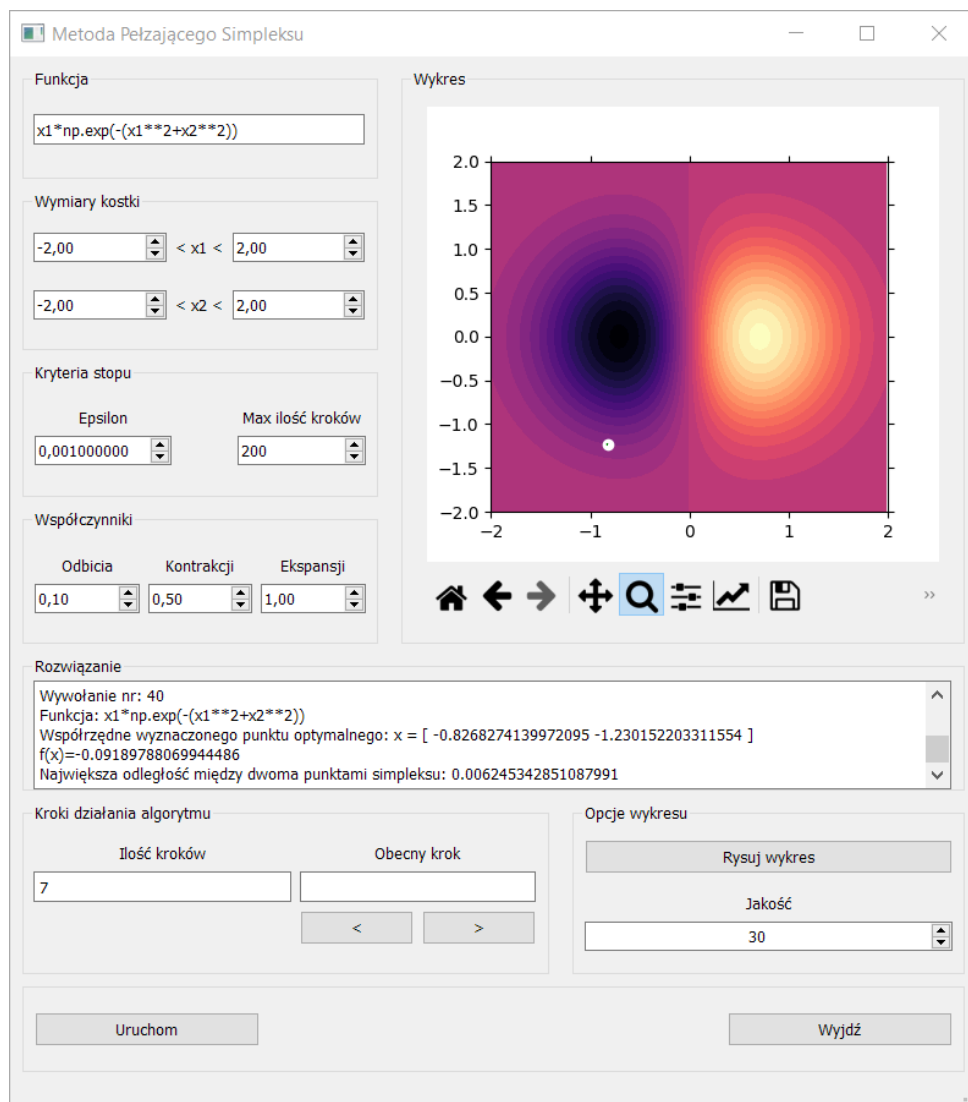 Metoda Pełzającego Simpleksu
Funkcja
x1*np.exp(-(x1**2+x2**2))
Wymiary kostki
-2,00 < x1 < 2,00
-2,00 < x2 < 2,00
Kryteria stopu
Epsilon Max ilość kroków
0,001000000 200
Współczynniki
Odbicia Kontrakcji Ekspansji
0,10 0,50 1,00
Wykres
2.0
1.5
1.0
0.5
0.0
−0.5
−1.0
−1.5
−2.0
−2 −1 0 1 2
»
Rozwiązanie
Wywołanie nr: 40
Funkcja: x1*np.exp(-(x1**2+x2**2))
Współrzędne wyznaczonego punktu optymalnego: x = [ -0.8268274139972095 -1.230152203311554 ]
f(x)=-0.09189788069944486
Największa odległość między dwoma punktami simpleksu: 0.006245342851087991
Kroki działania algorytmu
Ilość kroków Obecny krok
7
< >
Opcje wykresu
Rysuj wykres
Jakość
30
Uruchom Wyjdź